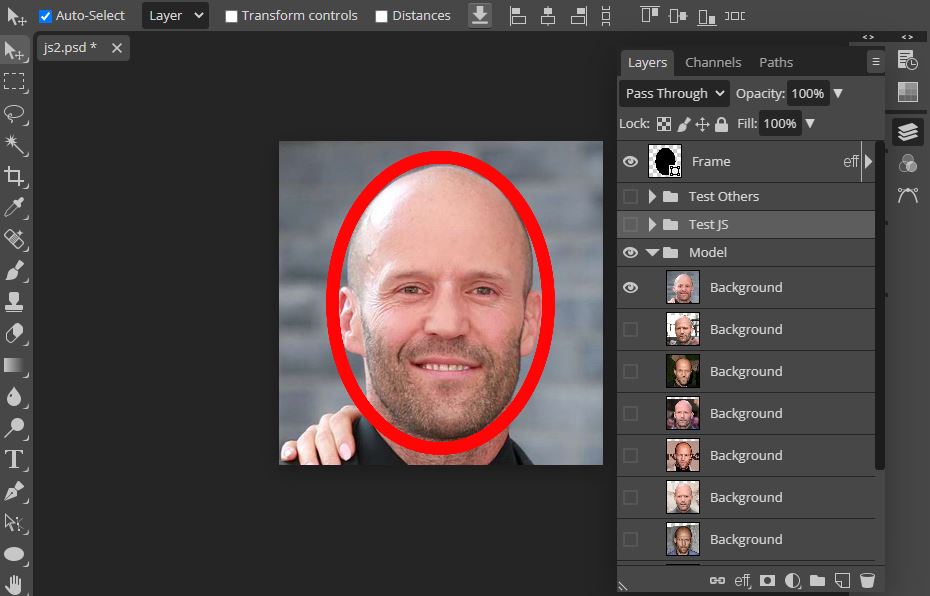 Auto-Select Layer Transform controls Distances
js2.psd *
Layers Channels Paths
Pass Through Opacity: 100%
Lock: Fill: 100%
Frame eff
Test Others
Test JS
Model
Background
Background
Background
Background
Background
Background
Background
eff